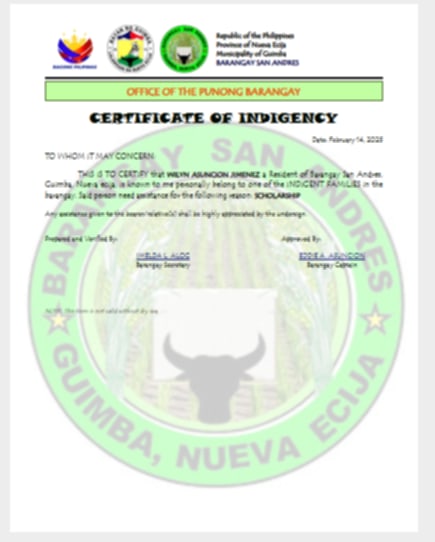 Republic of the Philippines
Province of Nueva Ecija
Municipality of Guimba
BARANGAY SAN ANDRES
OFFICE OF THE PUNONG BARANGAY
CERTIFICATE OF INDIGENCY
Date: February 14, 2025
TO WHOM IT MAY CONCERN:
THIS IS TO CERTIFY that WILYN ASUNCION JIMENEZ a Resident of Barangay San Andres,
Guimba, Nueva ecija, is known to me personally belong to one of the INDIGENT FAMILIES in the
barangay. Said person need assistance for the following reason: SCHOLARSHIP
Any assistance given to the bearer/relative(s) shall be highly appreciated by the undersign.
Prepared and Verified By: Approved By:
IMELDA L. ALOG EDDIE A. ASUNCION
Barangay Secretary Barangay Captain
NOTE: This form is not valid without dry
BARANGAY SAN ANDRES
GUIMBA, NUEVA ECIJA